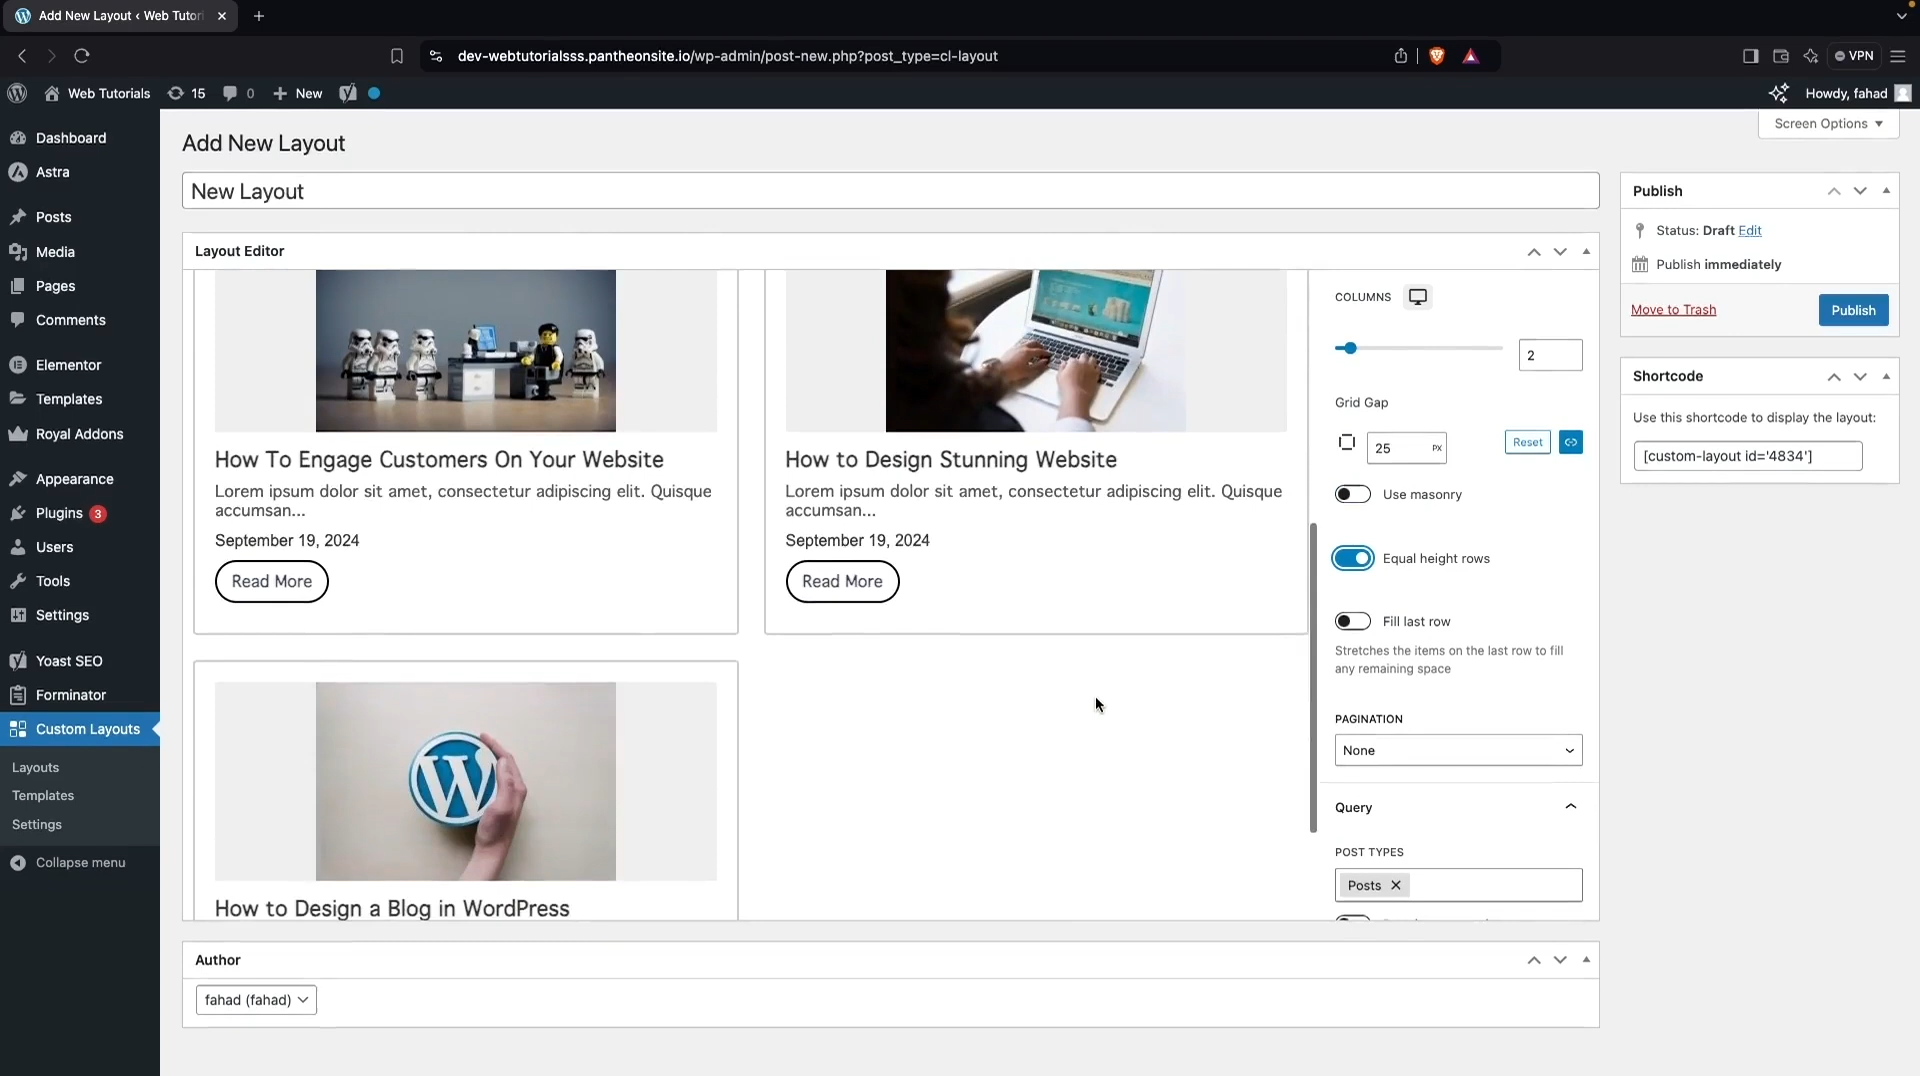 Add New Layout ‹ Web Tutori
dev-webtutorialsss.pantheonsite.io/wp-admin/post-new.php?post_type=cl-layout
VPN
Web Tutorials
15
0
New
Howdy, fahad
Screen Options
Dashboard
Astra
Posts
Media
Pages
Comments
Elementor
Templates
Royal Addons
Appearance
Plugins 3
Users
Tools
Settings
Yoast SEO
Forminator
Custom Layouts
Layouts
Templates
Settings
Collapse menu
Add New Layout
New Layout
Layout Editor
How To Engage Customers On Your Website
Lorem ipsum dolor sit amet, consectetur adipiscing elit. Quisque
accumsan...
September 19, 2024
Read More
How to Design Stunning Website
Lorem ipsum dolor sit amet, consectetur adipiscing elit. Quisque
accumsan...
September 19, 2024
Read More
How to Design a Blog in WordPress
COLUMNS
2
Grid Gap
25 PX
Reset
Use masonry
Equal height rows
Fill last row
Stretches the items on the last row to fill
any remaining space
PAGINATION
None
Query
POST TYPES
Posts
Author
fahad (fahad)
Publish
Status: Draft Edit
Publish immediately
Move to Trash
Publish
Shortcode
Use this shortcode to display the layout:
[custom-layout id='4834']